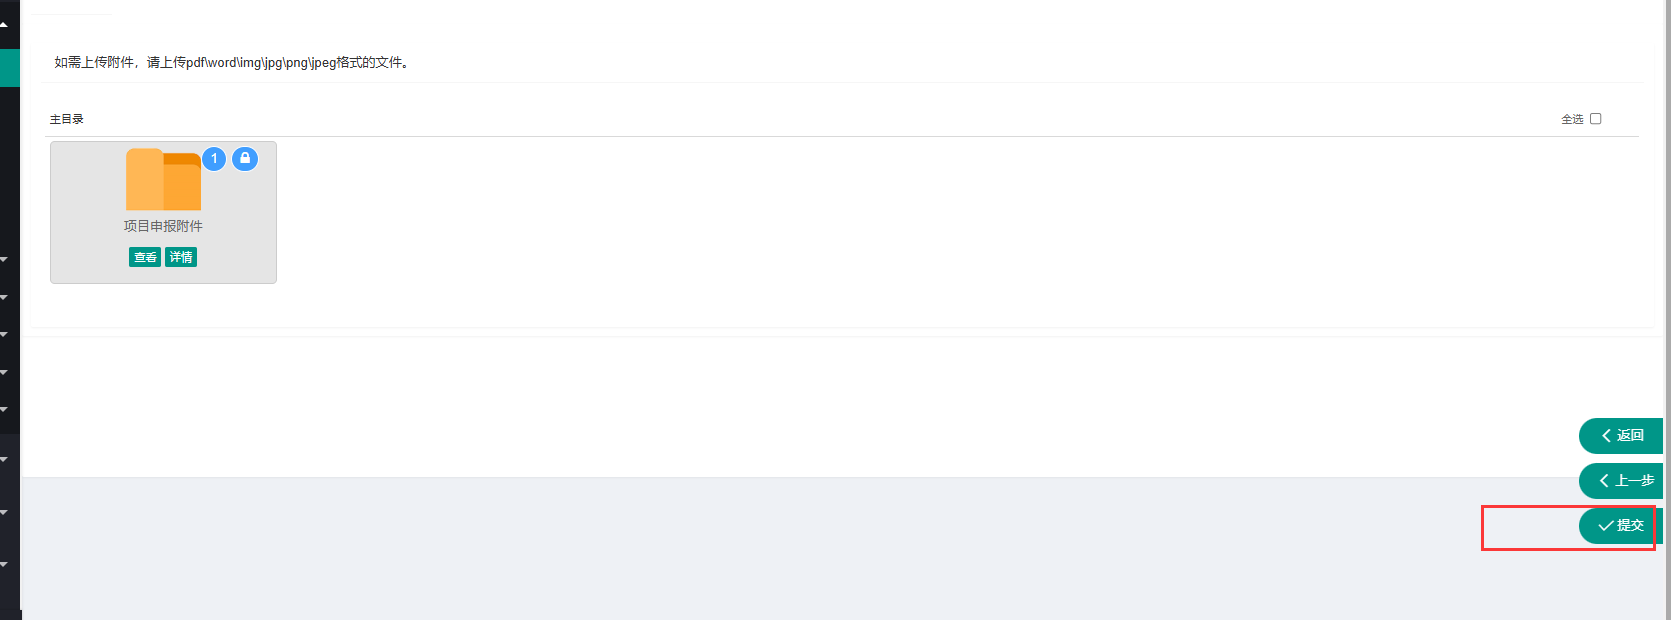 如需上传附件，请上传pdf\word\img\jpg\png\jpeg格式的文件。
主目录
全选
1
项目申报附件
查看 详情
返回
上一步
提交